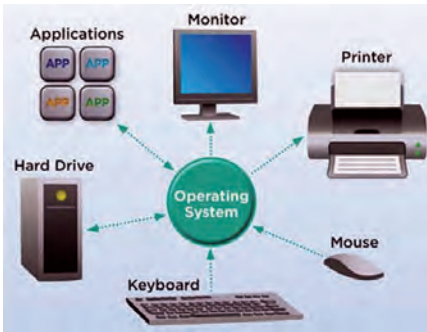 Monitor
Applications
Printer
APP APP
APP APP
Hard Drive
Operating
System
Mouse
Keyboard